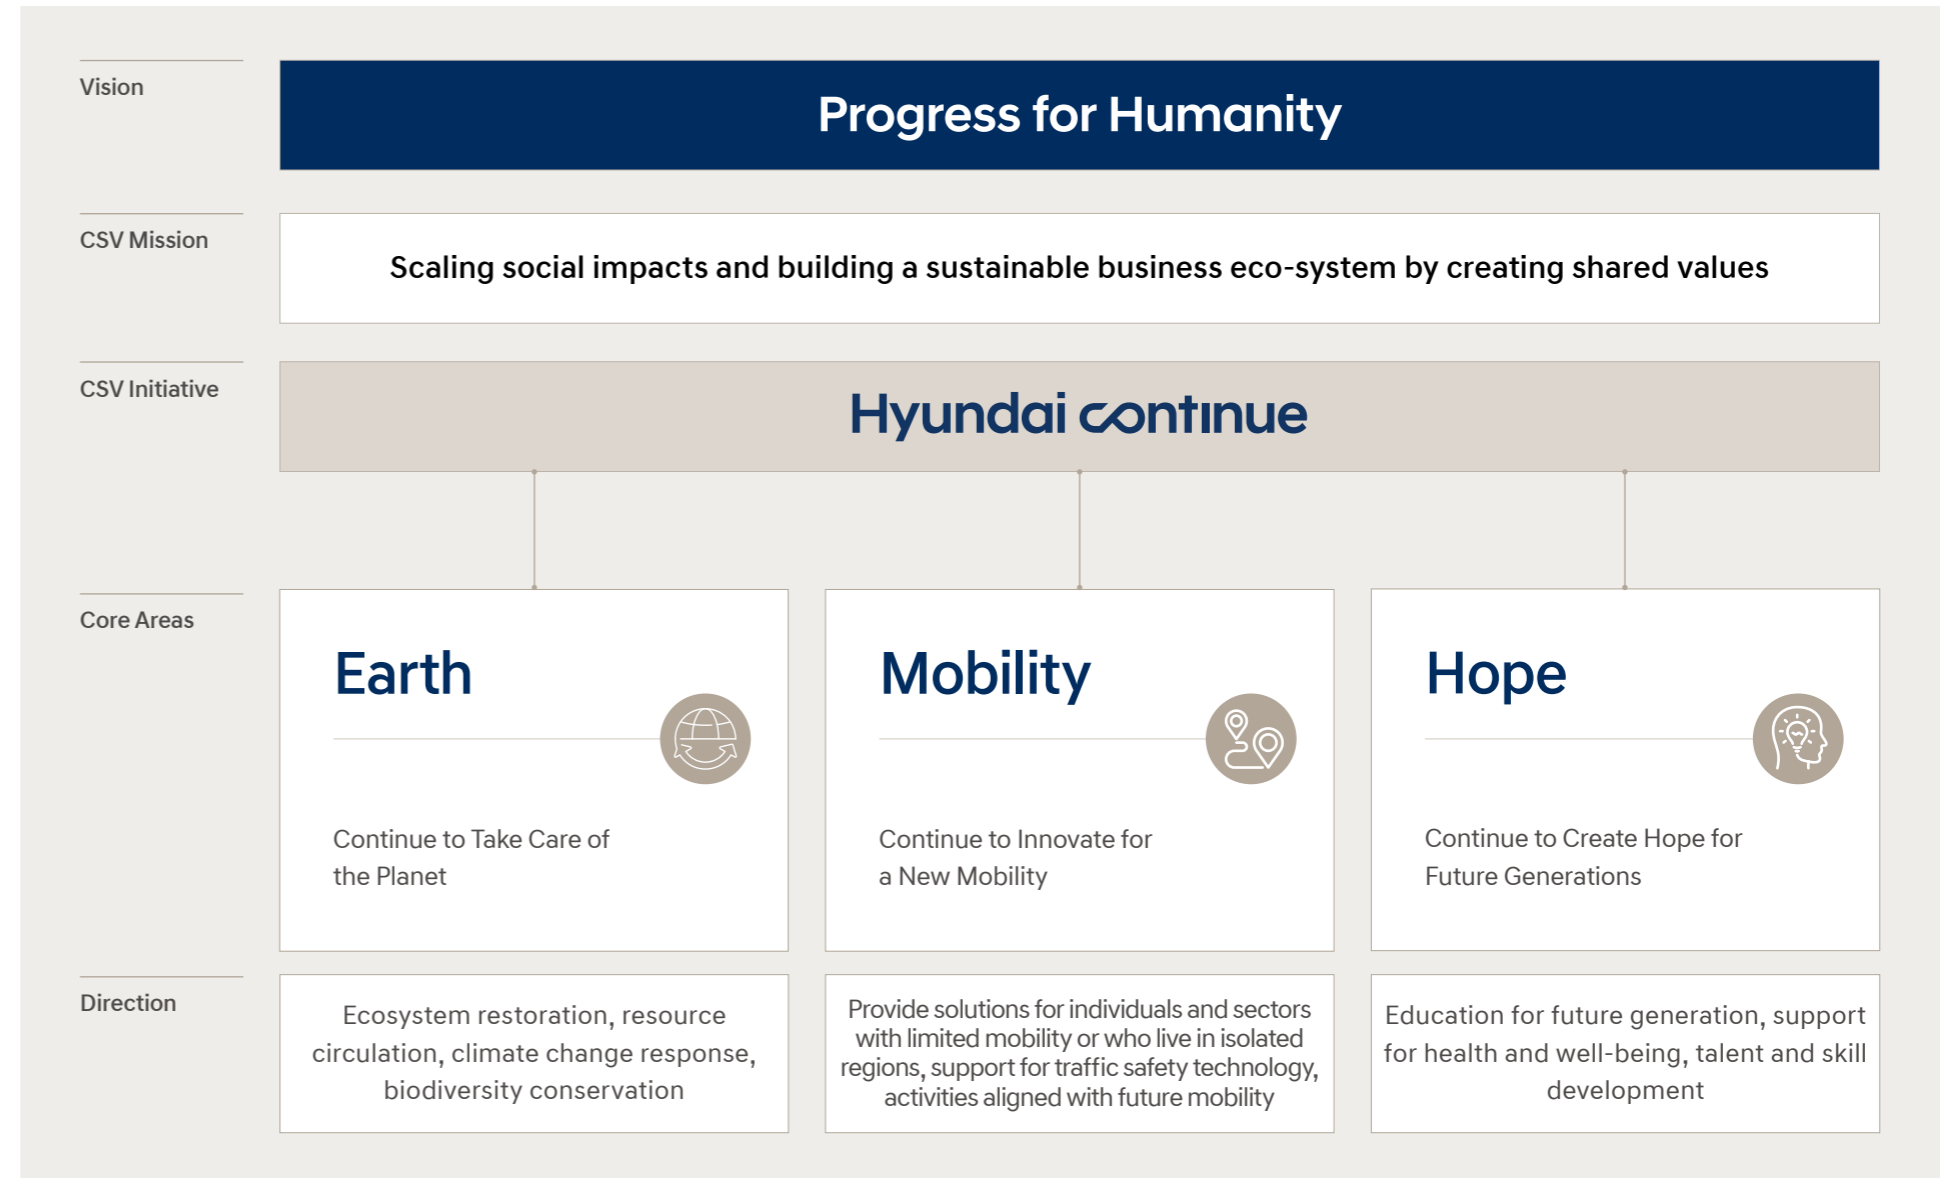 Vision
Progress for Humanity
CSV Mission
Scaling social impacts and building a sustainable business eco-system by creating shared values
CSV Initiative
Hyundai continue
Core Areas
Earth
Continue to Take Care of
the Planet
Mobility
Continue to Innovate for
a New Mobility
Hope
Continue to Create Hope for
Future Generations
Direction
Ecosystem restoration, resource
circulation, climate change response,
biodiversity conservation
Provide solutions for individuals and sectors
with limited mobility or who live in isolated
regions, support for traffic safety technology,
activities aligned with future mobility
Education for future generation, support
for health and well-being, talent and skill
development